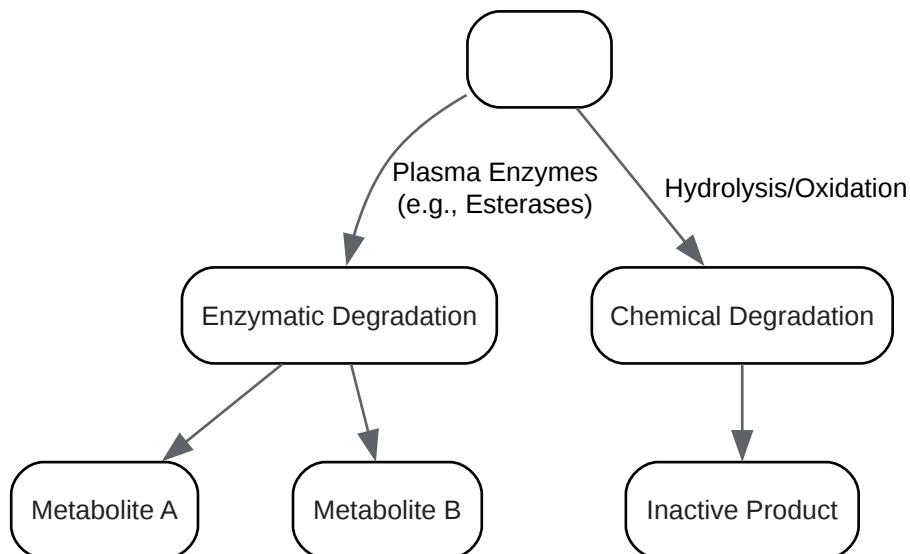 Plasma Enzymes
(e.g., Esterases)
Hydrolysis/Oxidation
Enzymatic Degradation
Chemical Degradation
Metabolite A
Metabolite B
Inactive Product